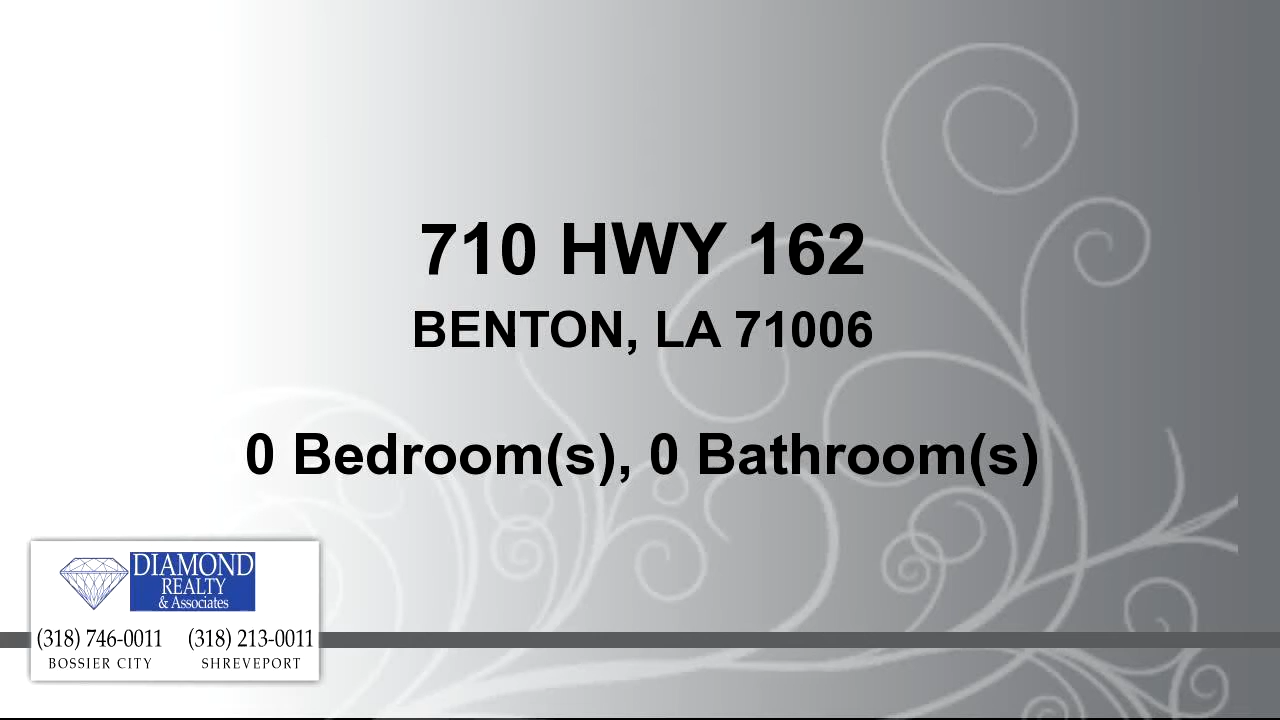 710 HWY 162
BENTON, LA 71006
0 Bedroom(s), 0 Bathroom(s)
DIAMOND
REALTY
& Associates
(318) 746-0011 (318) 213-0011
BOSSIER CITY SHREVEPORT